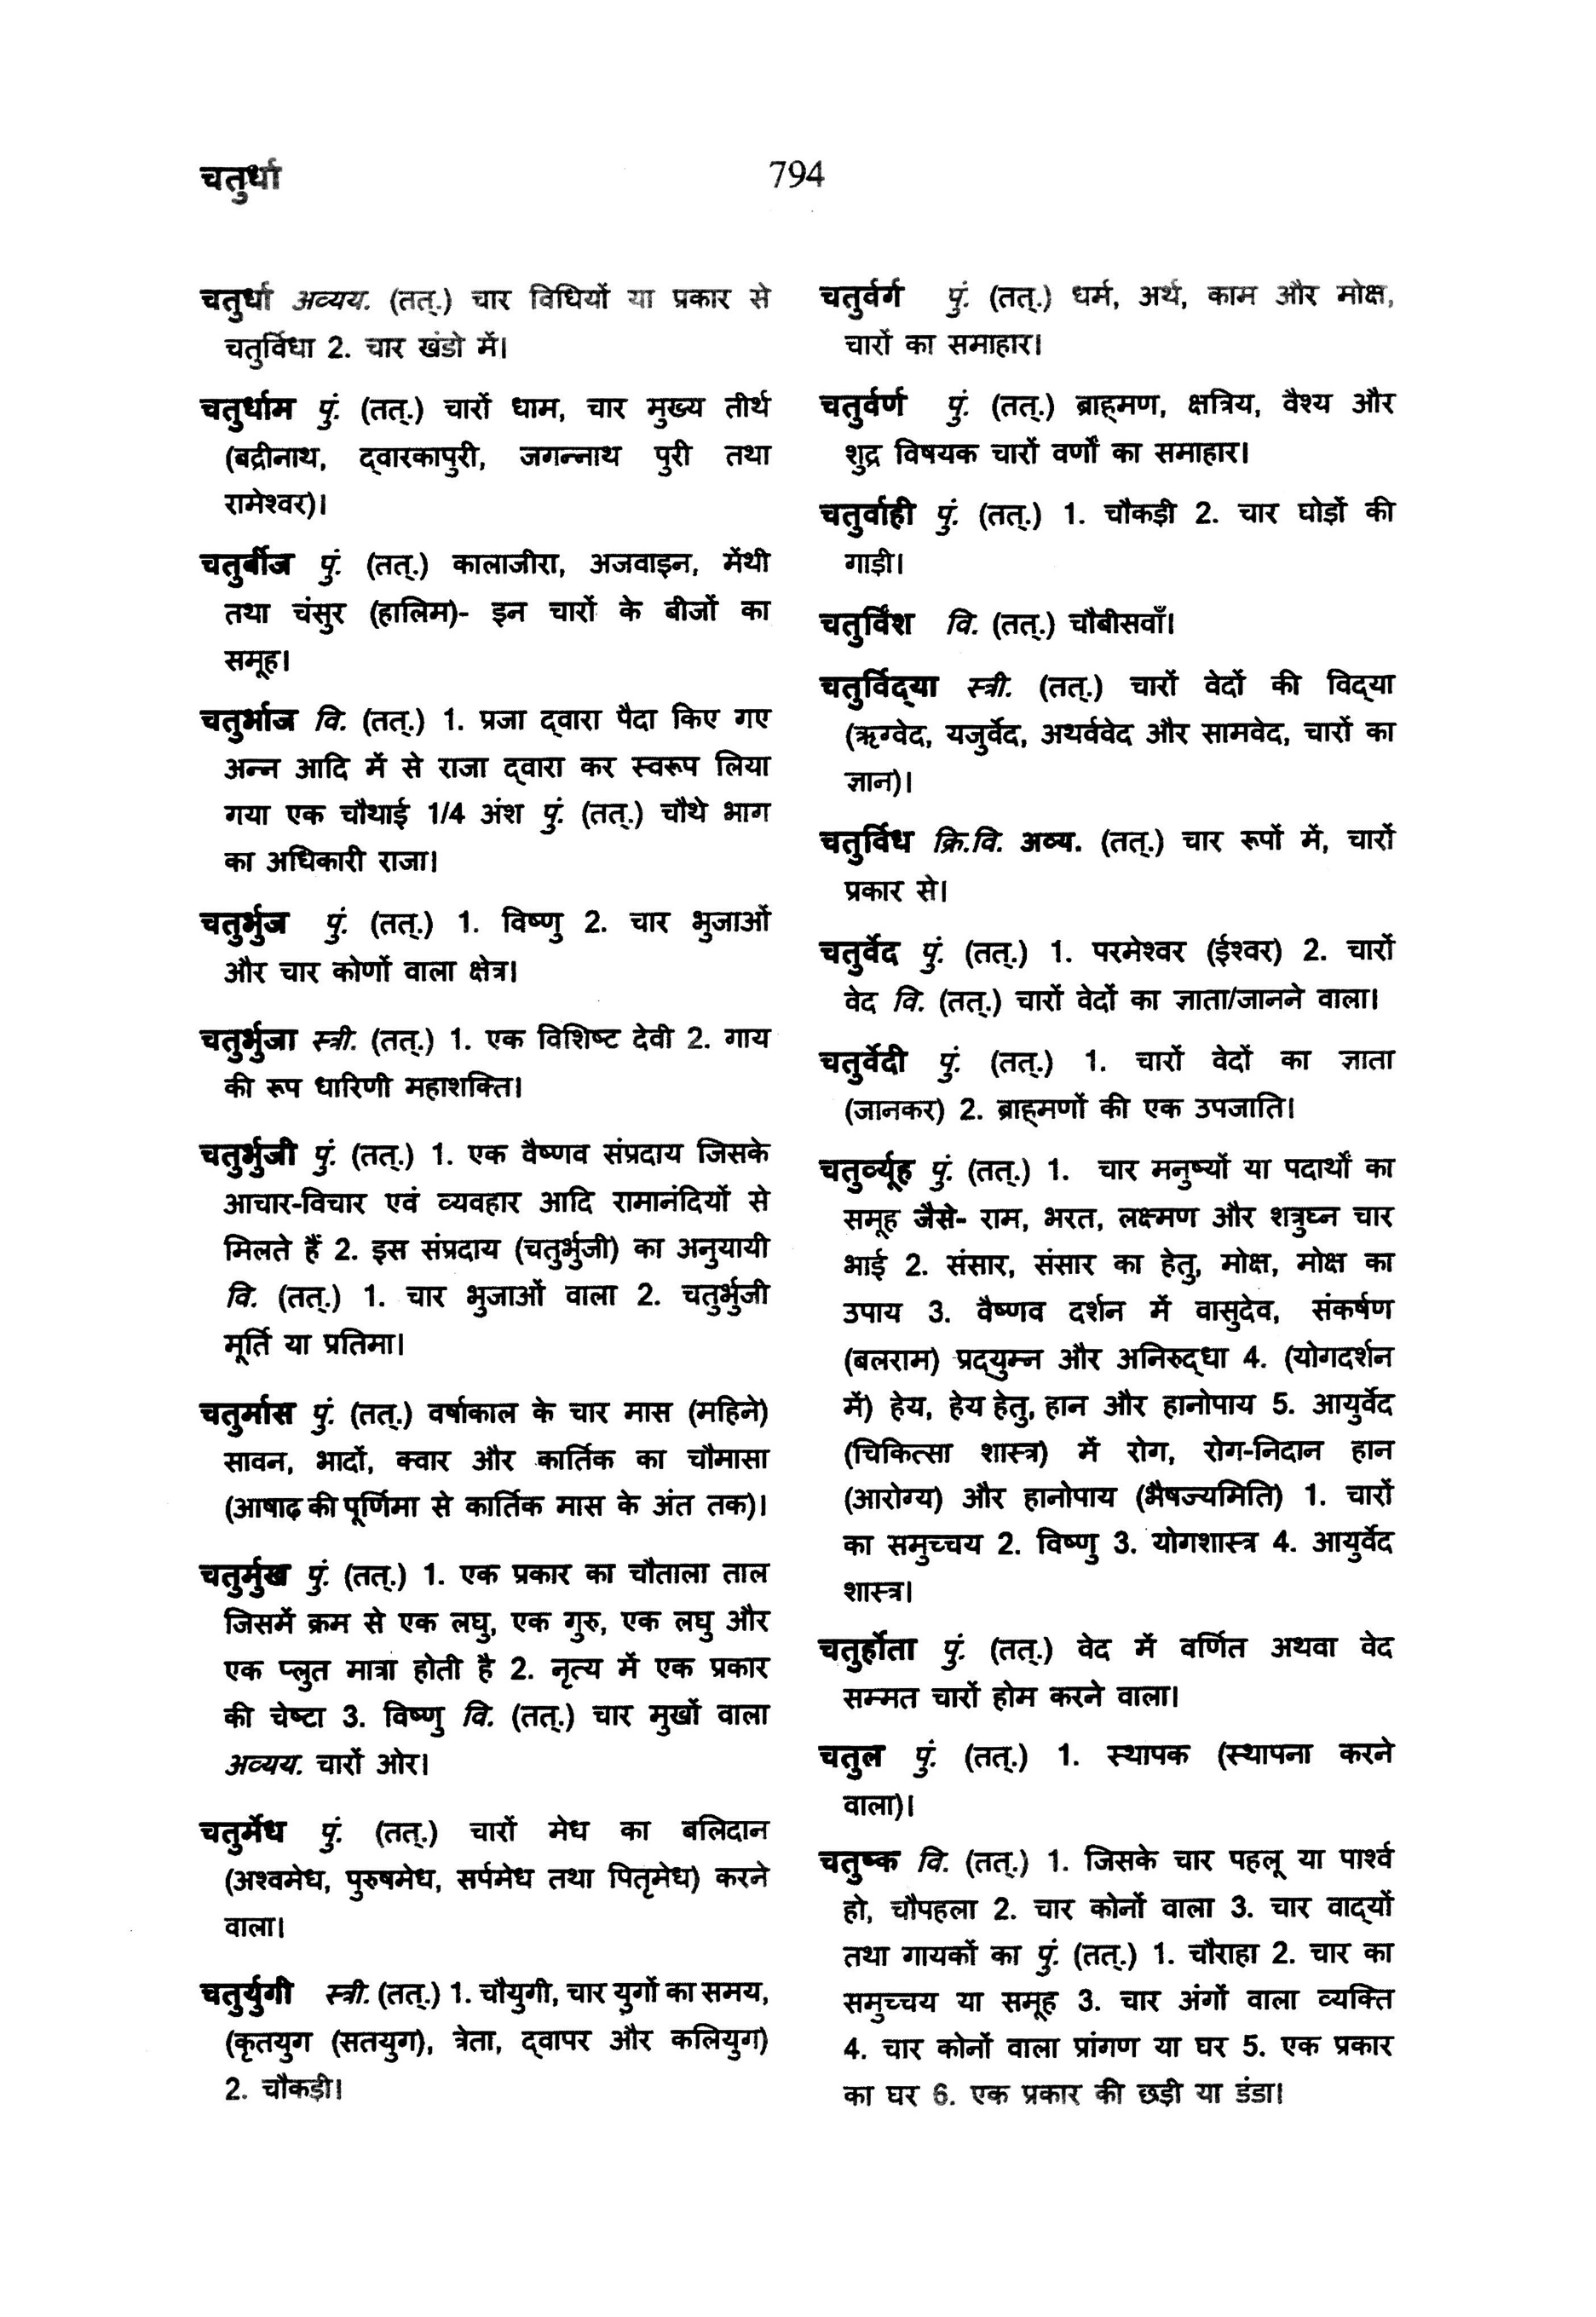 चतुर्धा
794
चतुर्धा अव्यय. (तत्.) चार विधियों या प्रकार से
चतुर्विधा 2. चार खंडो में।
चतुर्धाम पुं. (तत्.) चारों धाम, चार मुख्य तीर्थ
(बद्रीनाथ, द्वारकापुरी, जगन्नाथ पुरी तथा
रामेश्वर)।
चतुर्बीज पुं. (तत्.) कालाजीरा, अजवाइन, मेंथी
तथा चंसुर (हालिम)- इन चारों के बीजों का
समूह।
चतुर्भाज वि. (तत्.) 1. प्रजा द्वारा पैदा किए गए
अन्न आदि में से राजा द्वारा कर स्वरूप लिया
गया एक चौथाई 1/4 अंश पुं. (तत्.) चौथे भाग
का अधिकारी राजा।
चतुर्भुज पुं. (तत्.) 1. विष्णु 2. चार भुजाओं
और चार कोणों वाला क्षेत्र।
चतुर्भुजा स्त्री. (तत्.) 1. एक विशिष्ट देवी 2. गाय
की रूप धारिणी महाशक्ति।
चतुर्भुजी पुं. (तत्.) 1. एक वैष्णव संप्रदाय जिसके
आचार-विचार एवं व्यवहार आदि रामानंदियों से
मिलते हैं 2. इस संप्रदाय (चतुर्भुजी) का अनुयायी
वि. (तत्.) 1. चार भुजाओं वाला 2. चतुर्भुजी
मूर्ति या प्रतिमा।
चतुर्मास पुं. (तत्.) वर्षाकाल के चार मास (महिने)
सावन, भादों, क्वार और कार्तिक का चौमासा
(आषाढ़ की पूर्णिमा से कार्तिक मास के अंत तक)।
चतुर्मुख पुं. (तत्.) 1. एक प्रकार का चौताला ताल
जिसमें क्रम से एक लघु, एक गुरु, एक लघु और
एक प्लुत मात्रा होती है 2. नृत्य में एक प्रकार
की चेष्टा 3. विष्णु वि. (तत्.) चार मुखों वाला
अव्यय. चारों ओर।
चतुर्मेध पुं. (तत्.) चारों मेध का बलिदान
(अश्वमेध, पुरुषमेध, सर्पमेध तथा पितृमेध) करने
वाला।
चतुर्युगी स्त्री. (तत्.) 1. चौयुगी, चार युगों का समय,
(कृतयुग (सतयुग), त्रेता, द्वापर और कलियुग)
2. चौकड़ी।
चतुर्वर्ग पुं. (तत्.) धर्म, अर्थ, काम और मोक्ष,
चारों का समाहार।
चतुर्वर्ण पुं. (तत्.) ब्राह्मण, क्षत्रिय, वैश्य और
शुद्र विषयक चारों वर्णों का समाहार।
चतुर्वाही पुं. (तत्.) 1. चौकड़ी 2. चार घोड़ों की
गाड़ी।
चतुर्विंश वि. (तत्.) चौबीसवाँ।
चतुर्विद्या स्त्री. (तत्.) चारों वेदों की विद्या
(ऋग्वेद, यजुर्वेद, अथर्ववेद और सामवेद, चारों का
ज्ञान)।
चतुर्विध क्रि.वि. अव्य. (तत्.) चार रूपों में, चारों
प्रकार से।
चतुर्वेद पुं. (तत्.) 1. परमेश्वर (ईश्वर) 2. चारों
वेद वि. (तत्.) चारों वेदों का ज्ञाता/जानने वाला।
चतुर्वेदी पुं. (तत्.) 1. चारों वेदों का ज्ञाता
(जानकर) 2. ब्राह्मणों की एक उपजाति।
चतुर्व्यूह पुं. (तत्.) 1. चार मनुष्यों या पदार्थों का
समूह जैसे- राम, भरत, लक्ष्मण और शत्रुघ्न चार
भाई 2. संसार, संसार का हेतु, मोक्ष, मोक्ष का
उपाय 3. वैष्णव दर्शन में वासुदेव, संकर्षण
(बलराम) प्रद्युम्न और अनिरुद्धा 4. (योगदर्शन
में) हेय, हेय हेतु, हान और हानोपाय 5. आयुर्वेद
(चिकित्सा शास्त्र) में रोग, रोग-निदान हान
(आरोग्य) और हानोपाय (भैषज्यमिति) 1. चारों
का समुच्चय 2. विष्णु 3. योगशास्त्र 4. आयुर्वेद
शास्त्र।
चतुर्होता पुं. (तत्.) वेद में वर्णित अथवा वेद
सम्मत चारों होम करने वाला।
चतुल पुं. (तत्.) 1. स्थापक (स्थापना करने
वाला)।
चतुष्क वि. (तत्.) 1. जिसके चार पहलू या पार्श्व
हो, चौपहला 2. चार कोनों वाला 3. चार वाद्यों
तथा गायकों का पुं. (तत्.) 1. चौराहा 2. चार का
समुच्चय या समूह 3. चार अंगों वाला व्यक्ति
4. चार कोनों वाला प्रांगण या घर 5. एक प्रकार
का घर 6. एक प्रकार की छड़ी या डंडा।